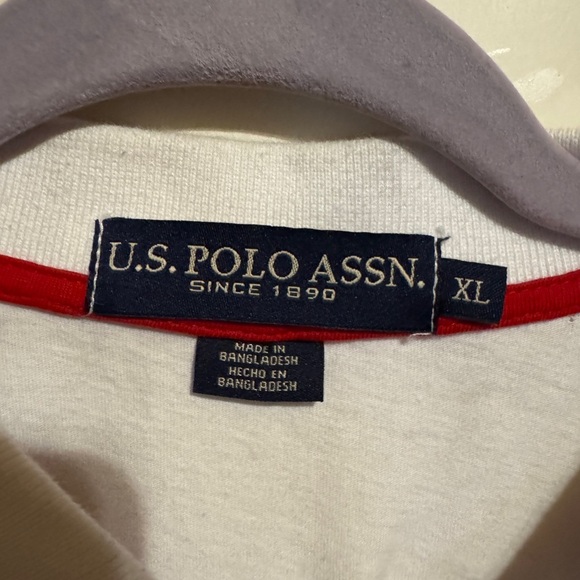 U.S. POLO ASSN.
SINCE 1890
XL
MADE IN
BANGLADESH
HECHO EN
BANGLADESH